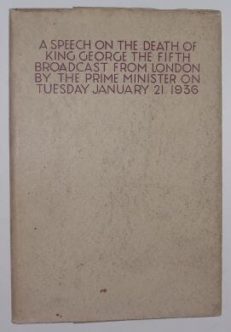 A SPEECH ON THE DEATH OF
KING GEORGE THE FIFTH
BROADCAST FROM LONDON
BY THE PRIME MINISTER ON
TUESDAY JANUARY 21 1936